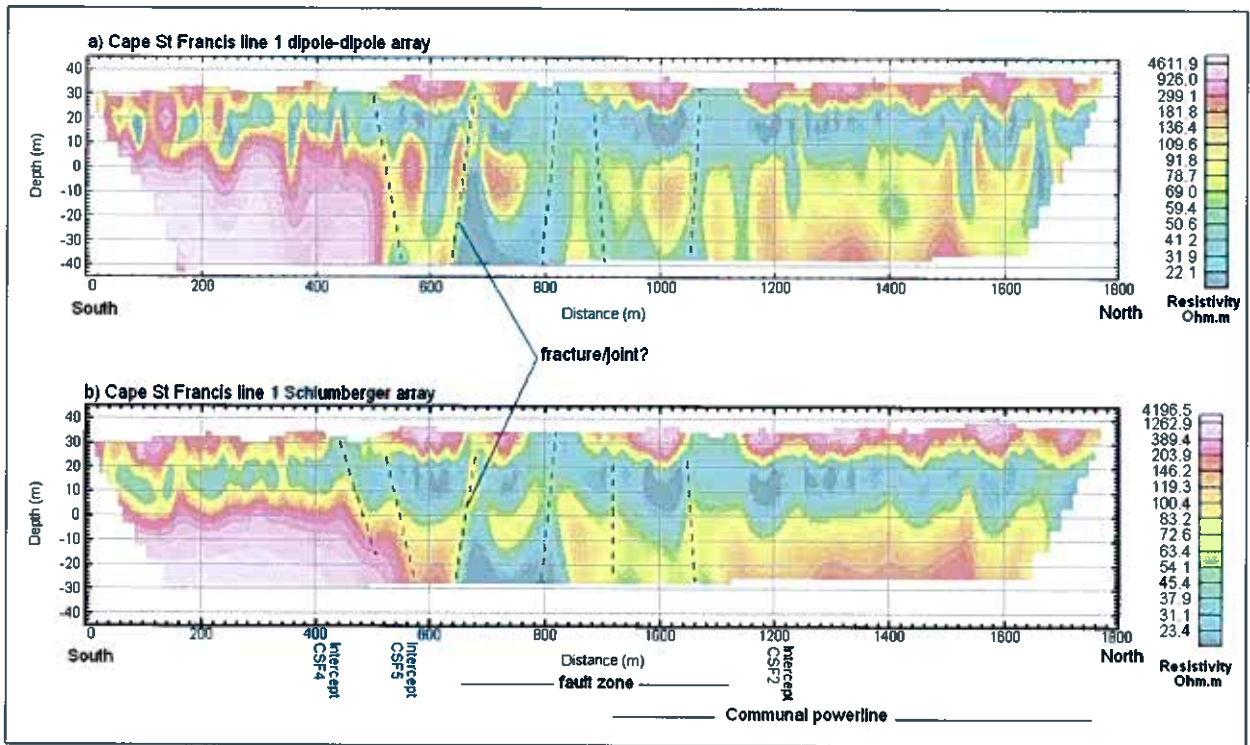 a) Cape St Francis line 1 dipole-dipole array
40
30
20
10
0
-10
-20
-30
-40
Depth (m)
0 200 400 600 800 1000 1200 1400 1600 1800
South
Distance (m)
North
4611.9
926.0
299.1
181.8
136.4
109.6
91.8
78.7
69.0
59.4
50.6
41.2
31.9
22.1
Resistivity
Ohm.m
fracture/joint?
b) Cape St Francis line 1 Schlumberger array
40
30
20
10
0
-10
-20
-30
-40
Depth (m)
0 200 400 600 800 1000 1200 1400 1600 1800
South
Intercept
CSF4
Intercept
CSF5
Distance (m)
Intercept
CSF2
North
4196.5
1262.9
389.4
203.9
146.2
119.3
100.4
83.2
72.6
63.4
54.1
45.4
37.9
31.1
23.4
Resistivity
Ohm.m
fault zone
Communal powerline